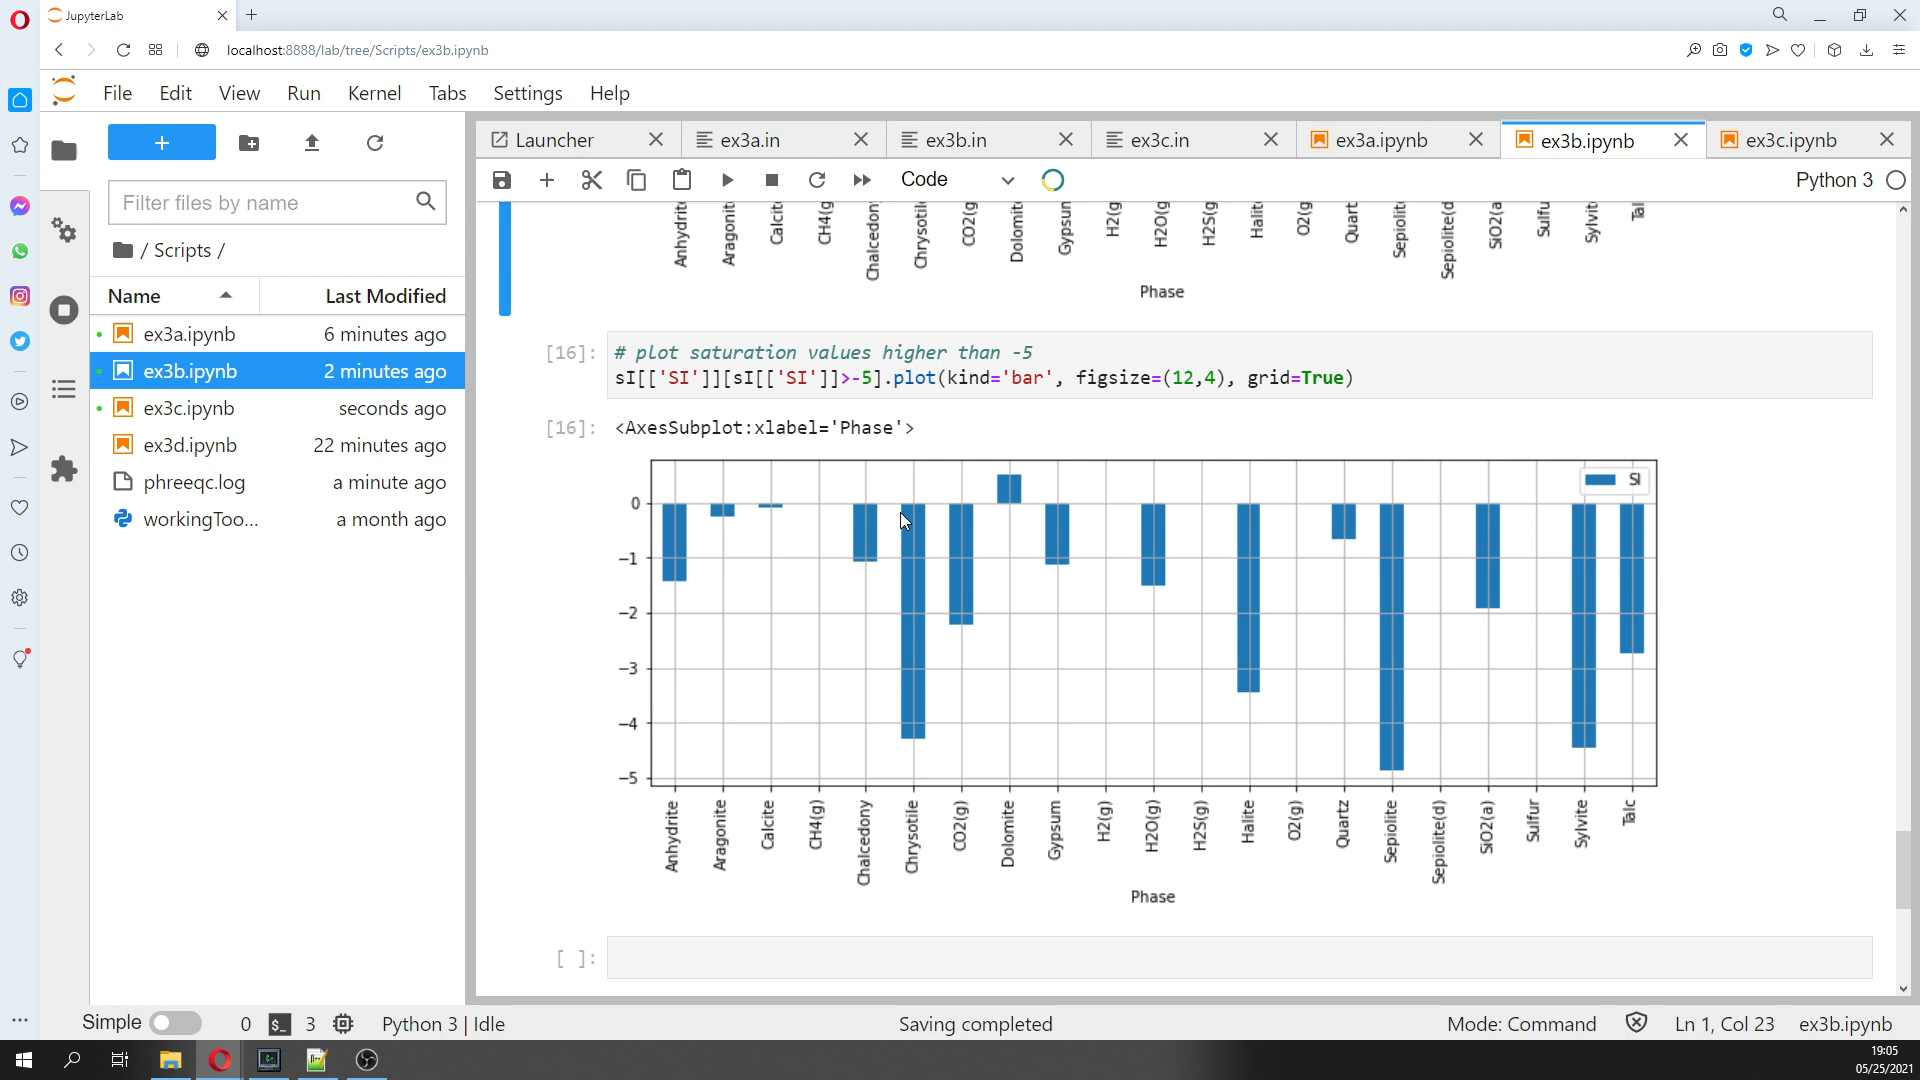 JupyterLab
localhost:8888/lab/tree/Scripts/ex3b.ipynb
File Edit View Run Kernel Tabs Settings Help
Launcher ex3a.in ex3b.in ex3c.in ex3a.ipynb ex3b.ipynb ex3c.ipynb
Code
Python 3
Filter files by name
/ Scripts /
Name Last Modified
ex3a.ipynb 6 minutes ago
ex3b.ipynb 2 minutes ago
ex3c.ipynb seconds ago
ex3d.ipynb 22 minutes ago
phreeqc.log a minute ago
workingToo... a month ago
Anhydrit Aragonit Calcit CH4(g Chalcedon Chrysotil CO2(g Dolomit Gypsun H2(g H2O(g H2S(g Halit O2(g Quart Sepiolit Sepiolite(d SiO2(a Sulfu Sylvit Tal
Phase
[16]: # plot saturation values higher than -5
sI[['SI']][sI[['SI']]>-5].plot(kind='bar', figsize=(12,4), grid=True)
[16]: <AxesSubplot:xlabel='Phase'>
SI
0
−1
−2
−3
−4
−5
Anhydrite Aragonite Calcite CH4(g) Chalcedony Chrysotile CO2(g) Dolomite Gypsum H2(g) H2O(g) H2S(g) Halite O2(g) Quartz Sepiolite Sepiolite(d) SiO2(a) Sulfur Sylvite Talc
Phase
[ ]:
Simple 0 $_ 3 Python 3 | Idle Saving completed Mode: Command Ln 1, Col 23 ex3b.ipynb
19:05
05/25/2021